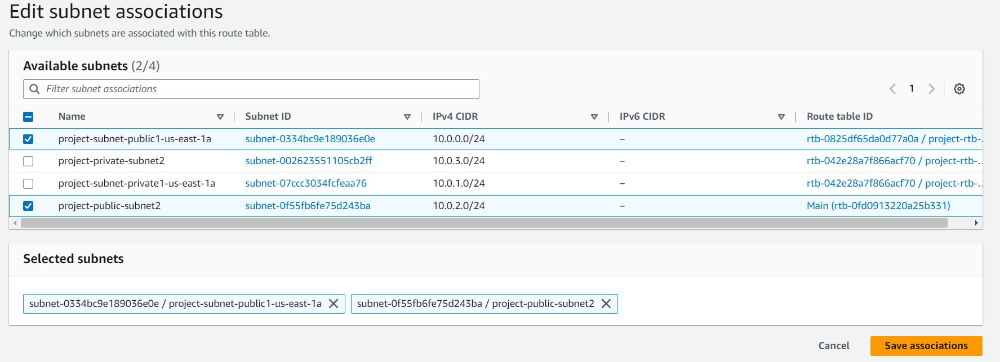 Edit subnet associations
Change which subnets are associated with this route table.
Available subnets (2/4)
Filter subnet associations
1
Name Subnet ID IPv4 CIDR IPv6 CIDR Route table ID
project-subnet-public1-us-east-1a subnet-0334bc9e189036e0e 10.0.0.0/24 – rtb-0825df65da0d77a0a / project-rtb-..
project-private-subnet2 subnet-002623551105cb2ff 10.0.3.0/24 – rtb-042e28a7f866acf70 / project-rtb-..
project-subnet-private1-us-east-1a subnet-07ccc3034fcfeaa76 10.0.1.0/24 – rtb-042e28a7f866acf70 / project-rtb-..
project-public-subnet2 subnet-0f55fb6fe75d243ba 10.0.2.0/24 – Main (rtb-0fd0913220a25b331)
Selected subnets
subnet-0334bc9e189036e0e / project-subnet-public1-us-east-1a subnet-0f55fb6fe75d243ba / project-public-subnet2
Cancel Save associations